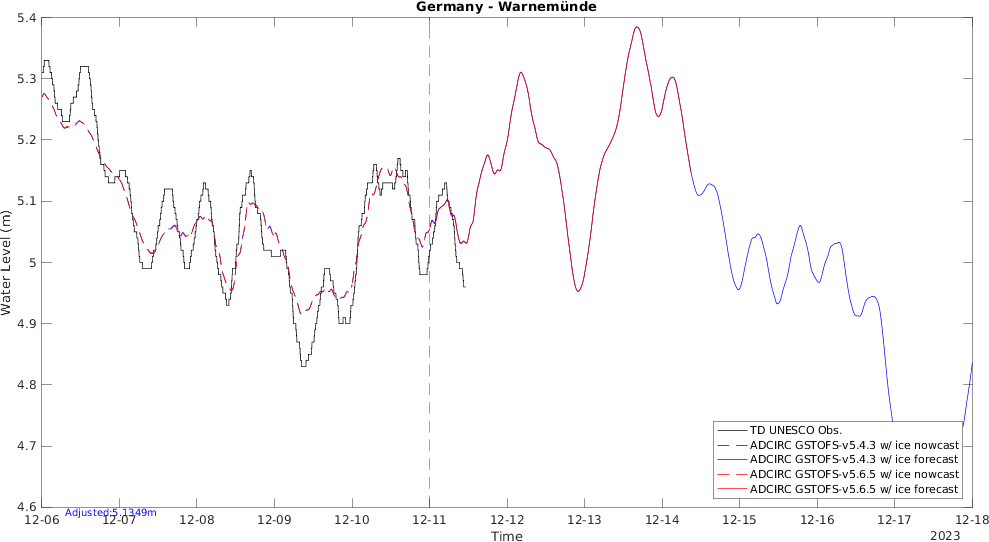 Germany - Warnemünde
5.4
5.3
5.2
5.1
5
4.9
4.8
4.7
4.6
Water Level (m)
TD UNESCO Obs.
ADCIRC GSTOFS-v5.4.3 w/ ice nowcast
ADCIRC GSTOFS-v5.4.3 w/ ice forecast
ADCIRC GSTOFS-v5.6.5 w/ ice nowcast
ADCIRC GSTOFS-v5.6.5 w/ ice forecast
Adjusted:5.1349m
12-06 12-07 12-08 12-09 12-10 12-11 12-12 12-13 12-14 12-15 12-16 12-17 12-18
Time
2023